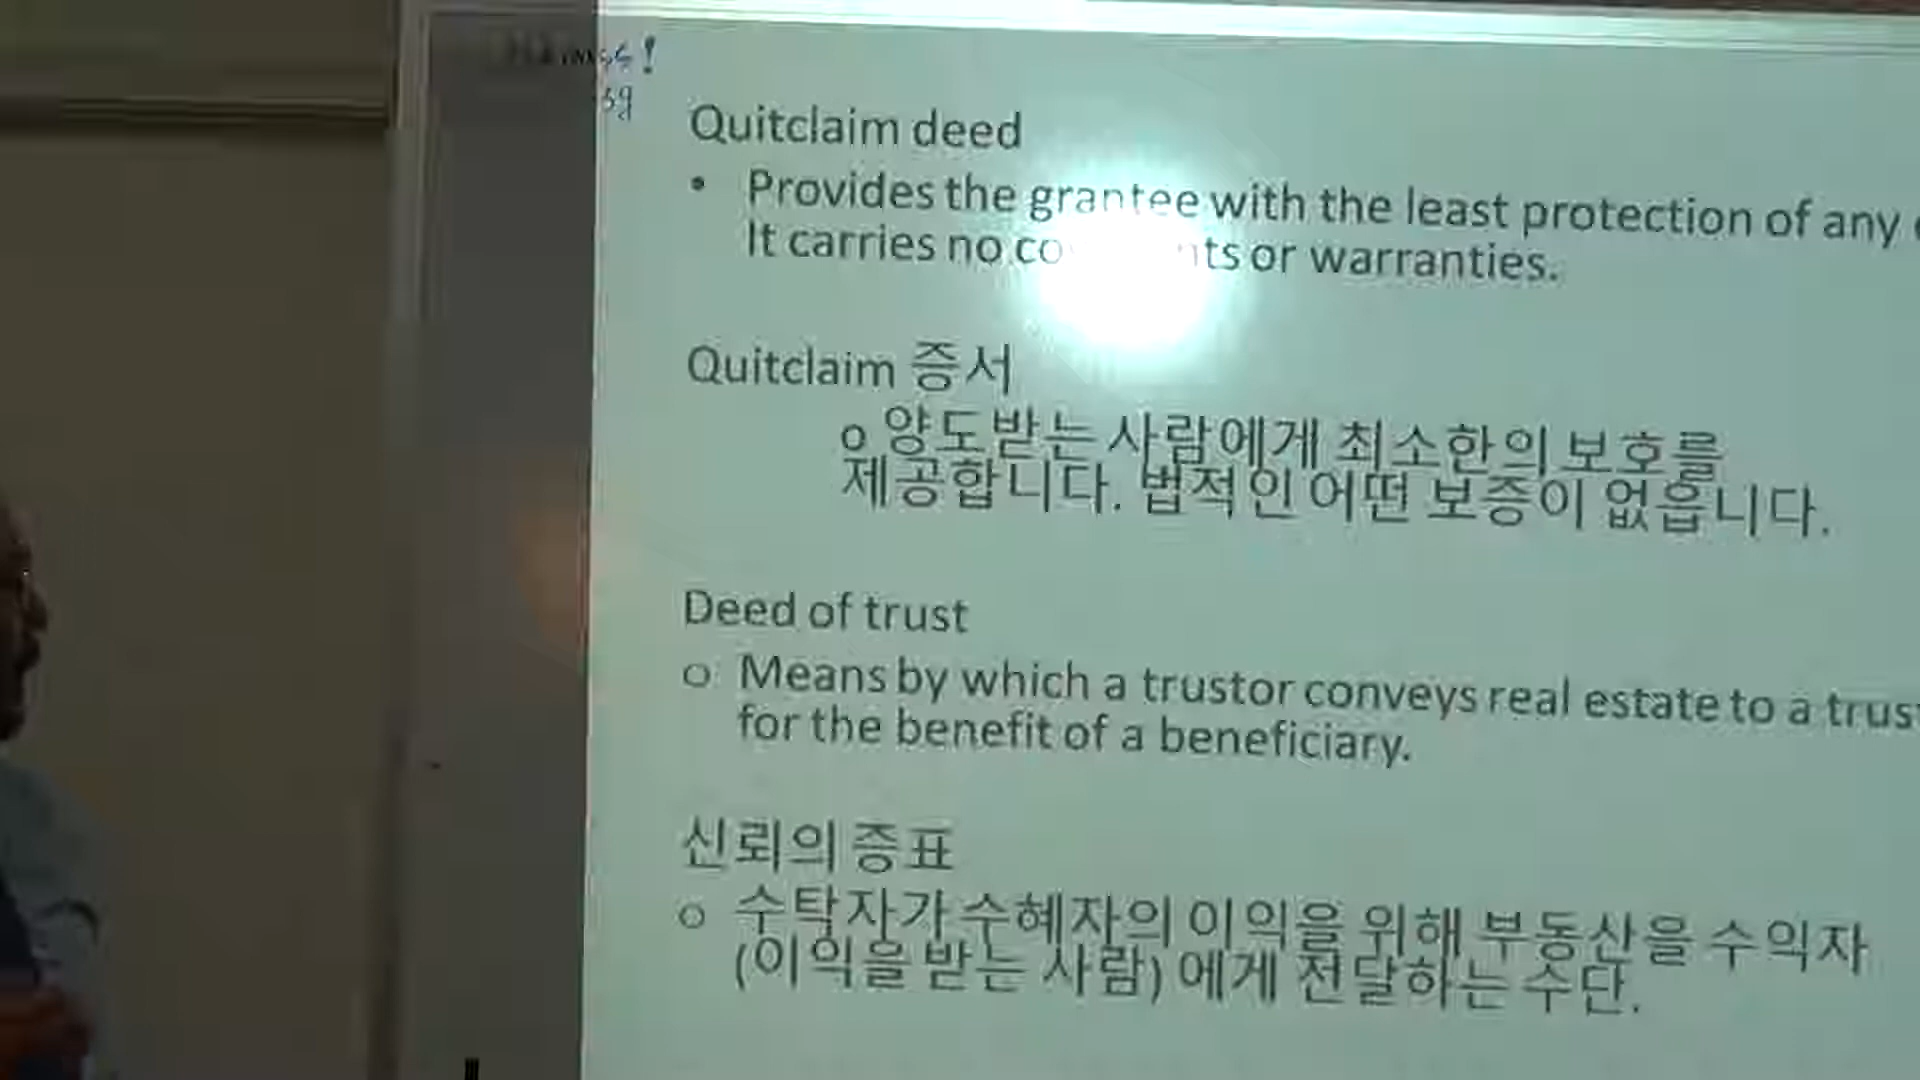 Quitclaim deed
• Provides the grantee with the least protection of any
It carries no or warranties.
Quitclaim 증서
o 양도받는 사람에게 최소한의 보호를
제공합니다. 법적인 어떤 보증이 없읍니다.
Deed of trust
o Means by which a trustor conveys real estate to a
for the benefit of a beneficiary.
신뢰의 증표
o 수탁자가 수혜자의 이익을 위해 부동산을 수익자
(이익을 받는 사람) 에게 전달하는 수단.